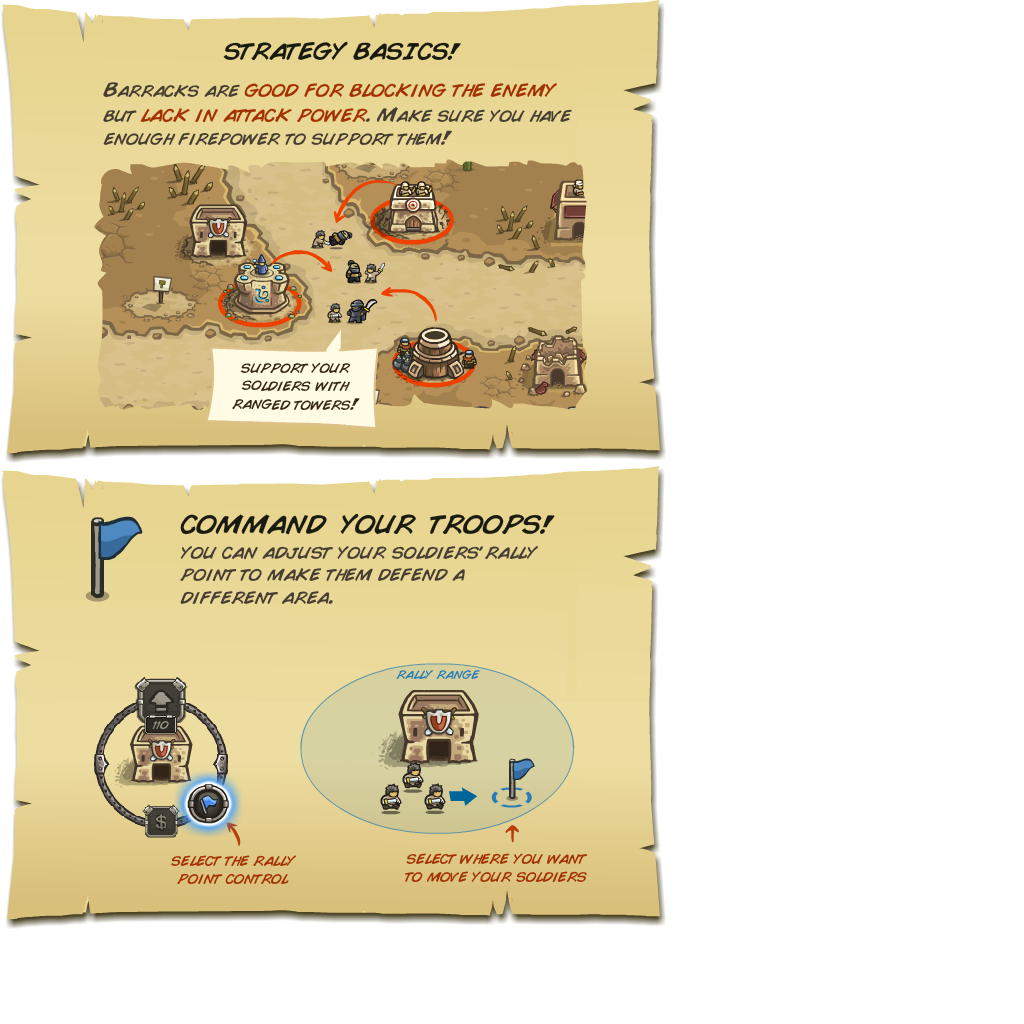 STRATEGY BASICS!
BARRACKS ARE GOOD FOR BLOCKING THE ENEMY
BUT LACK IN ATTACK POWER. MAKE SURE YOU HAVE
ENOUGH FIREPOWER TO SUPPORT THEM!
SUPPORT YOUR
SOLDIERS WITH
RANGED TOWERS!
COMMAND YOUR TROOPS!
YOU CAN ADJUST YOUR SOLDIERS' RALLY
POINT TO MAKE THEM DEFEND A
DIFFERENT AREA.
RALLY RANGE
110
$
SELECT THE RALLY
POINT CONTROL
SELECT WHERE YOU WANT
TO MOVE YOUR SOLDIERS